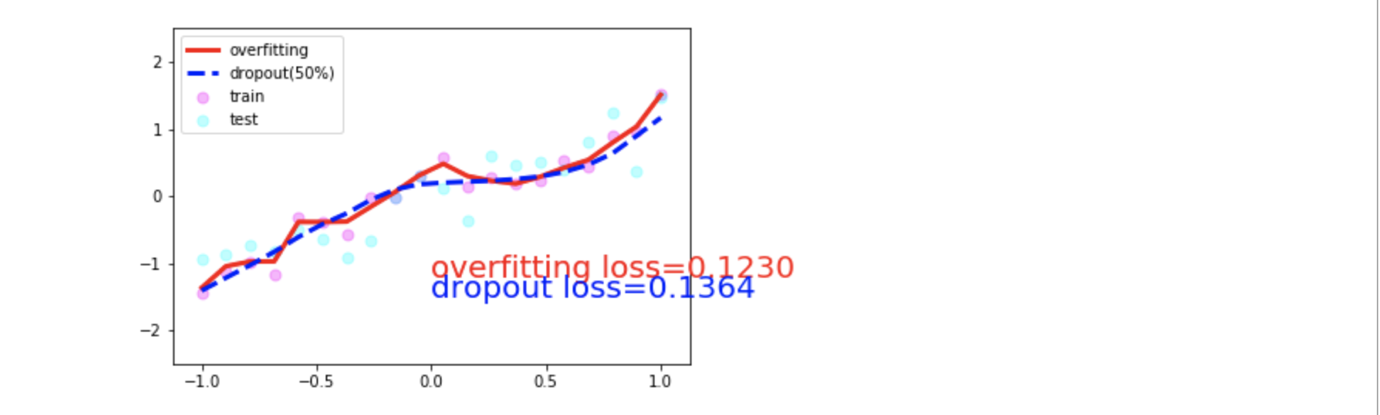 overfitting
dropout(50%)
train
test
2
1
0
−1
−2
overfitting loss=0.1230
dropout loss=0.1364
−1.0 −0.5 0.0 0.5 1.0